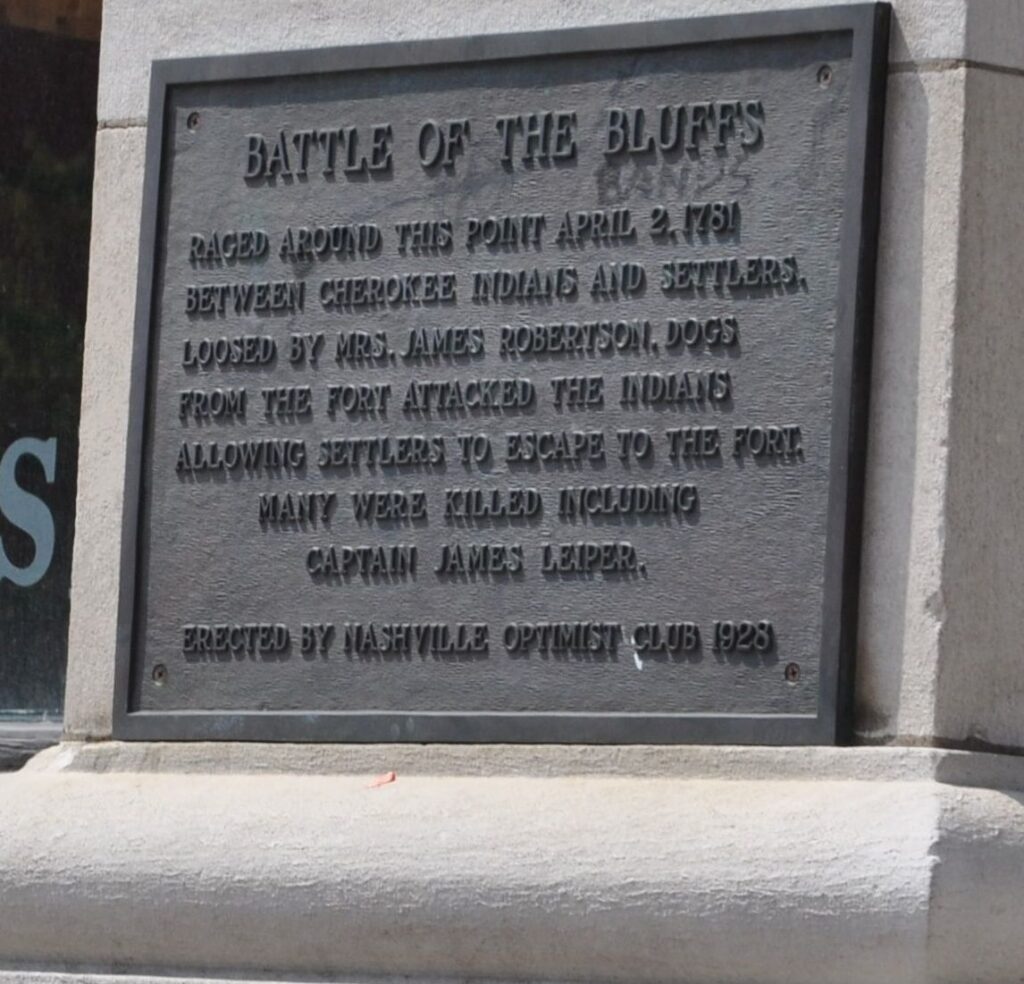 BATTLE OF THE BLUFFS
BANDS
RAGED AROUND THIS POINT APRIL 2, 1781
BETWEEN CHEROKEE INDIANS AND SETTLERS.
LOOSED BY MRS. JAMES ROBERTSON, DOGS
FROM THE FORT ATTACKED THE INDIANS
ALLOWING SETTLERS TO ESCAPE TO THE FORT.
MANY WERE KILLED INCLUDING
CAPTAIN JAMES LEIPER.
ERECTED BY NASHVILLE OPTIMIST CLUB 1928
S